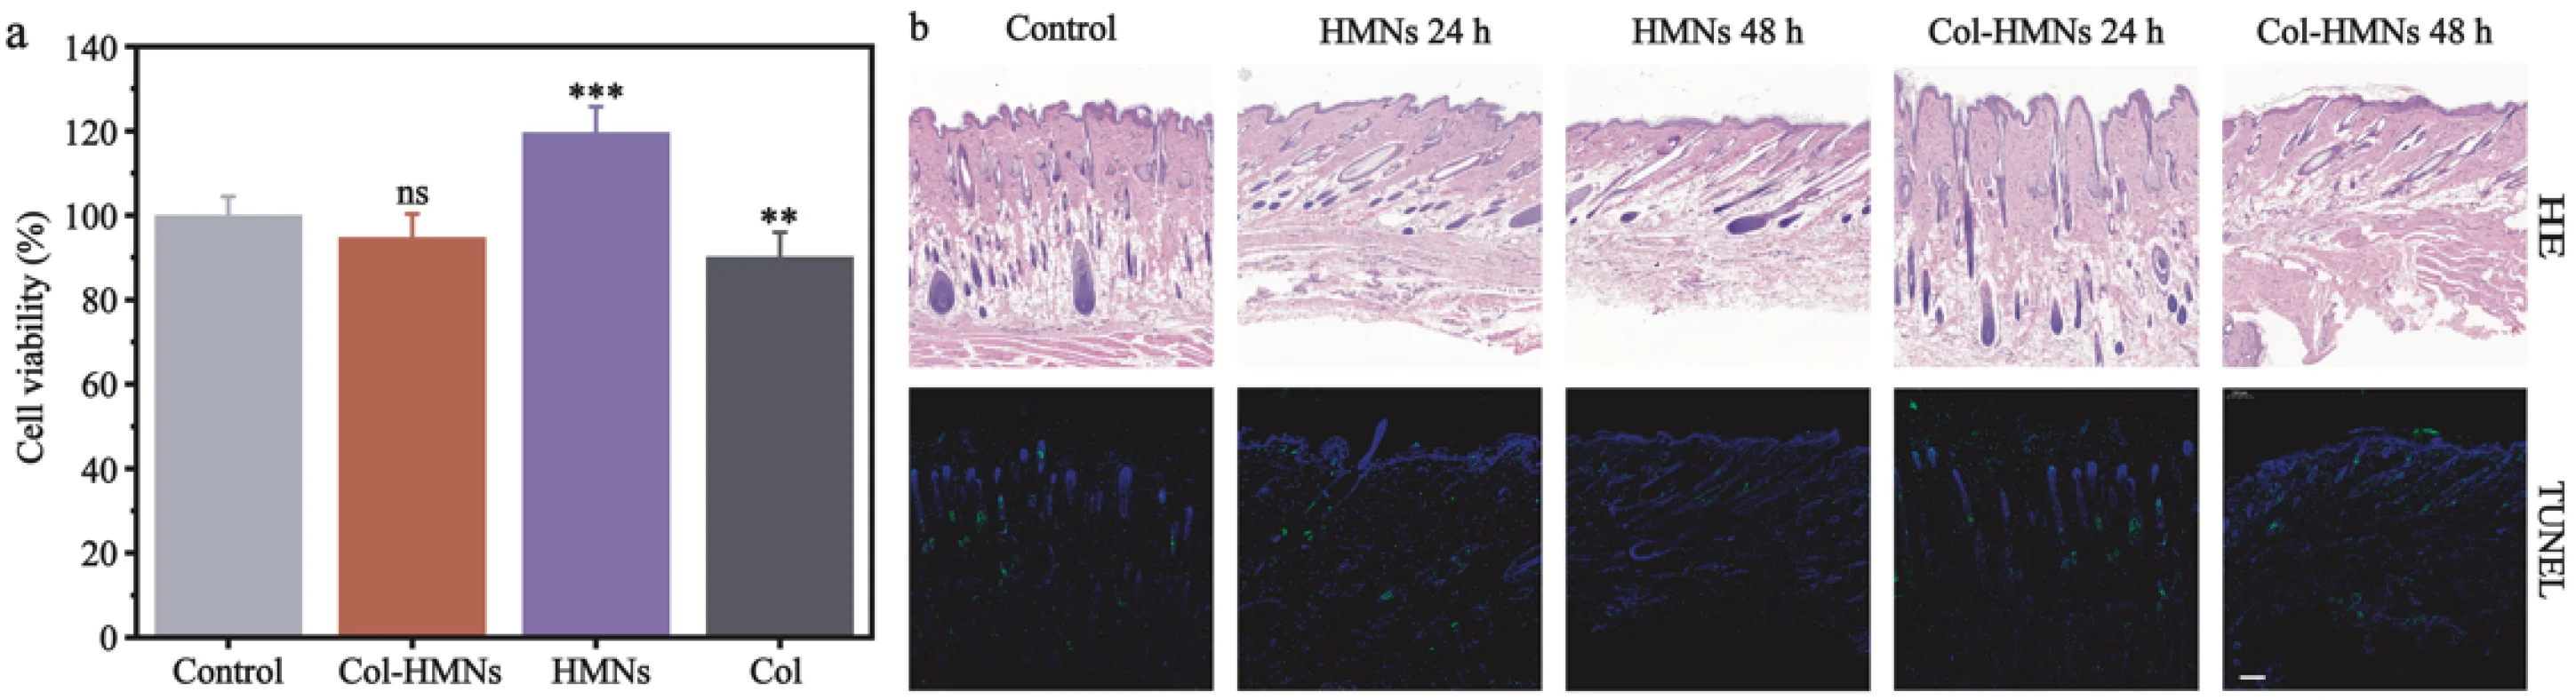 a
140
120
100
80
60
40
20
0
Cell viability (%)
ns
***
**
Control
Col-HMNs
HMNs
Col
b
Control
HMNs 24 h
HMNs 48 h
Col-HMNs 24 h
Col-HMNs 48 h
HE
TUNEL